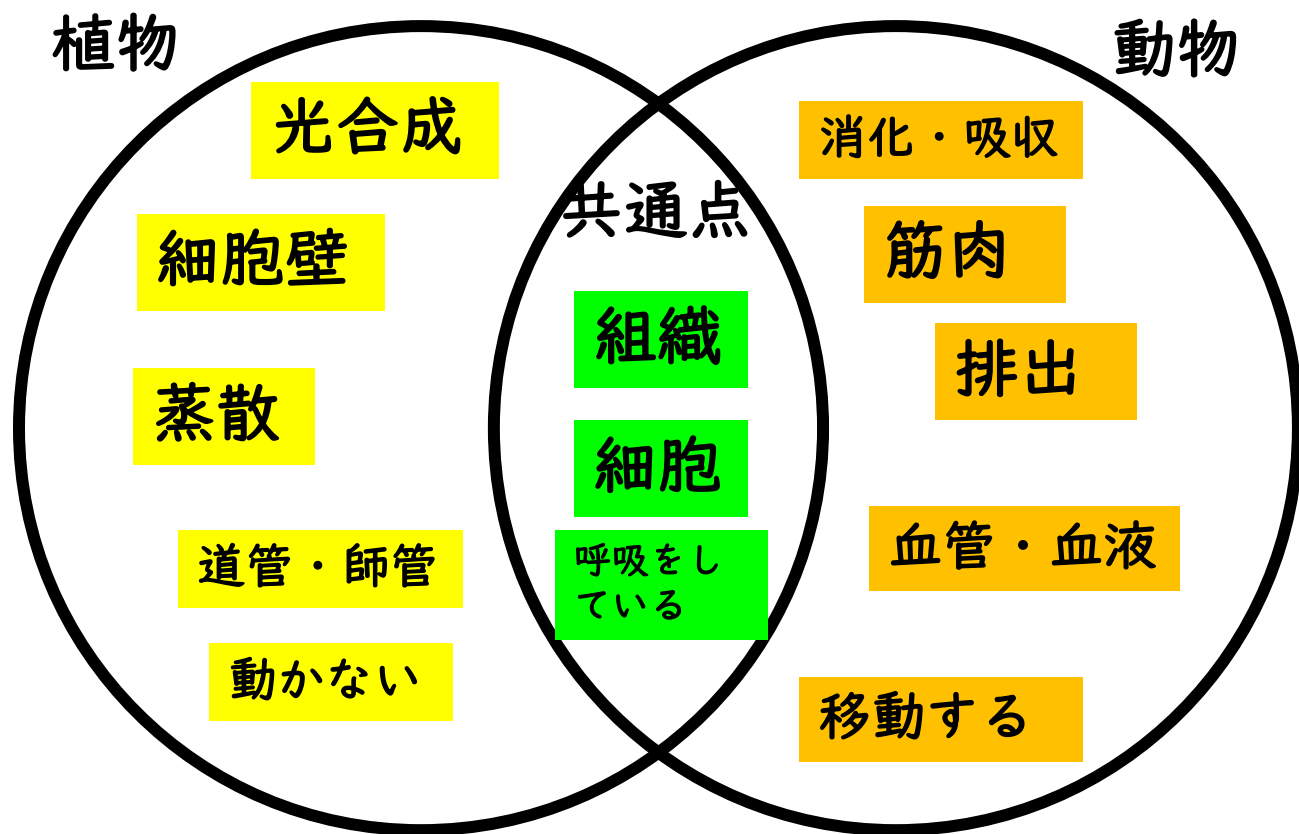 植物
動物
光合成
細胞壁
蒸散
道管・師管
動かない
共通点
組織
細胞
呼吸をし
ている
消化・吸収
筋肉
排出
血管・血液
移動する